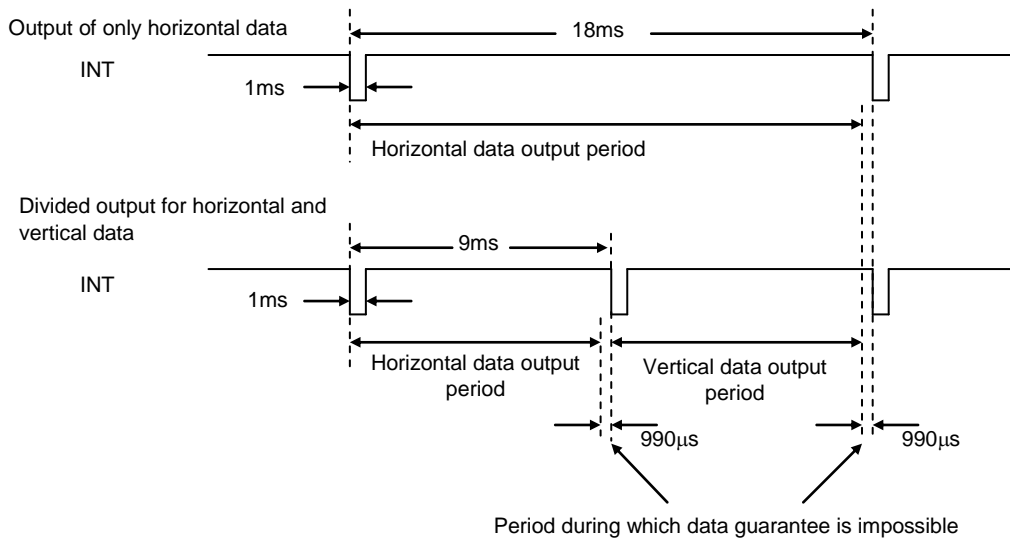 Output of only horizontal data
18ms
INT
1ms
Horizontal data output period
Divided output for horizontal and
vertical data
9ms
INT
1ms
Horizontal data output
period
Vertical data output
period
990μs
990μs
Period during which data guarantee is impossible